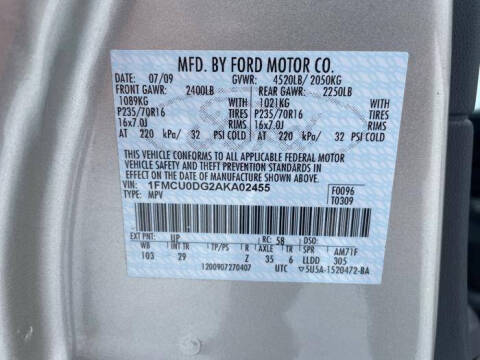 MFD. BY FORD MOTOR CO.
DATE: 07/09 GVWR: 4520LB/ 2050KG
FRONT GAWR: 2400LB REAR GAWR: 2250LB
1089KG WITH 1021KG WITH
P235/70R16 TIRES P235/70R16 TIRES
16x7.0J RIMS 16x7.0J RIMS
AT 220 kPa/ 32 PSI COLD AT 220 kPa/ 32 PSI COLD
THIS VEHICLE CONFORMS TO ALL APPLICABLE FEDERAL MOTOR
VEHICLE SAFETY AND THEFT PREVENTION STANDARDS IN
EFFECT ON THE DATE OF MANUFACTURE SHOWN ABOVE.
VIN: 1FMCU0DG2AKA02455 F0096
TYPE: MPV T0309
EXT PNT: UP RC: 58 DSO:
WB INT TR TP/PS R AXLE TR SPR AM71F
103 29 Z 35 6 LLDD 305
1200907270407 UTC ▽5U5A-1520472-BA